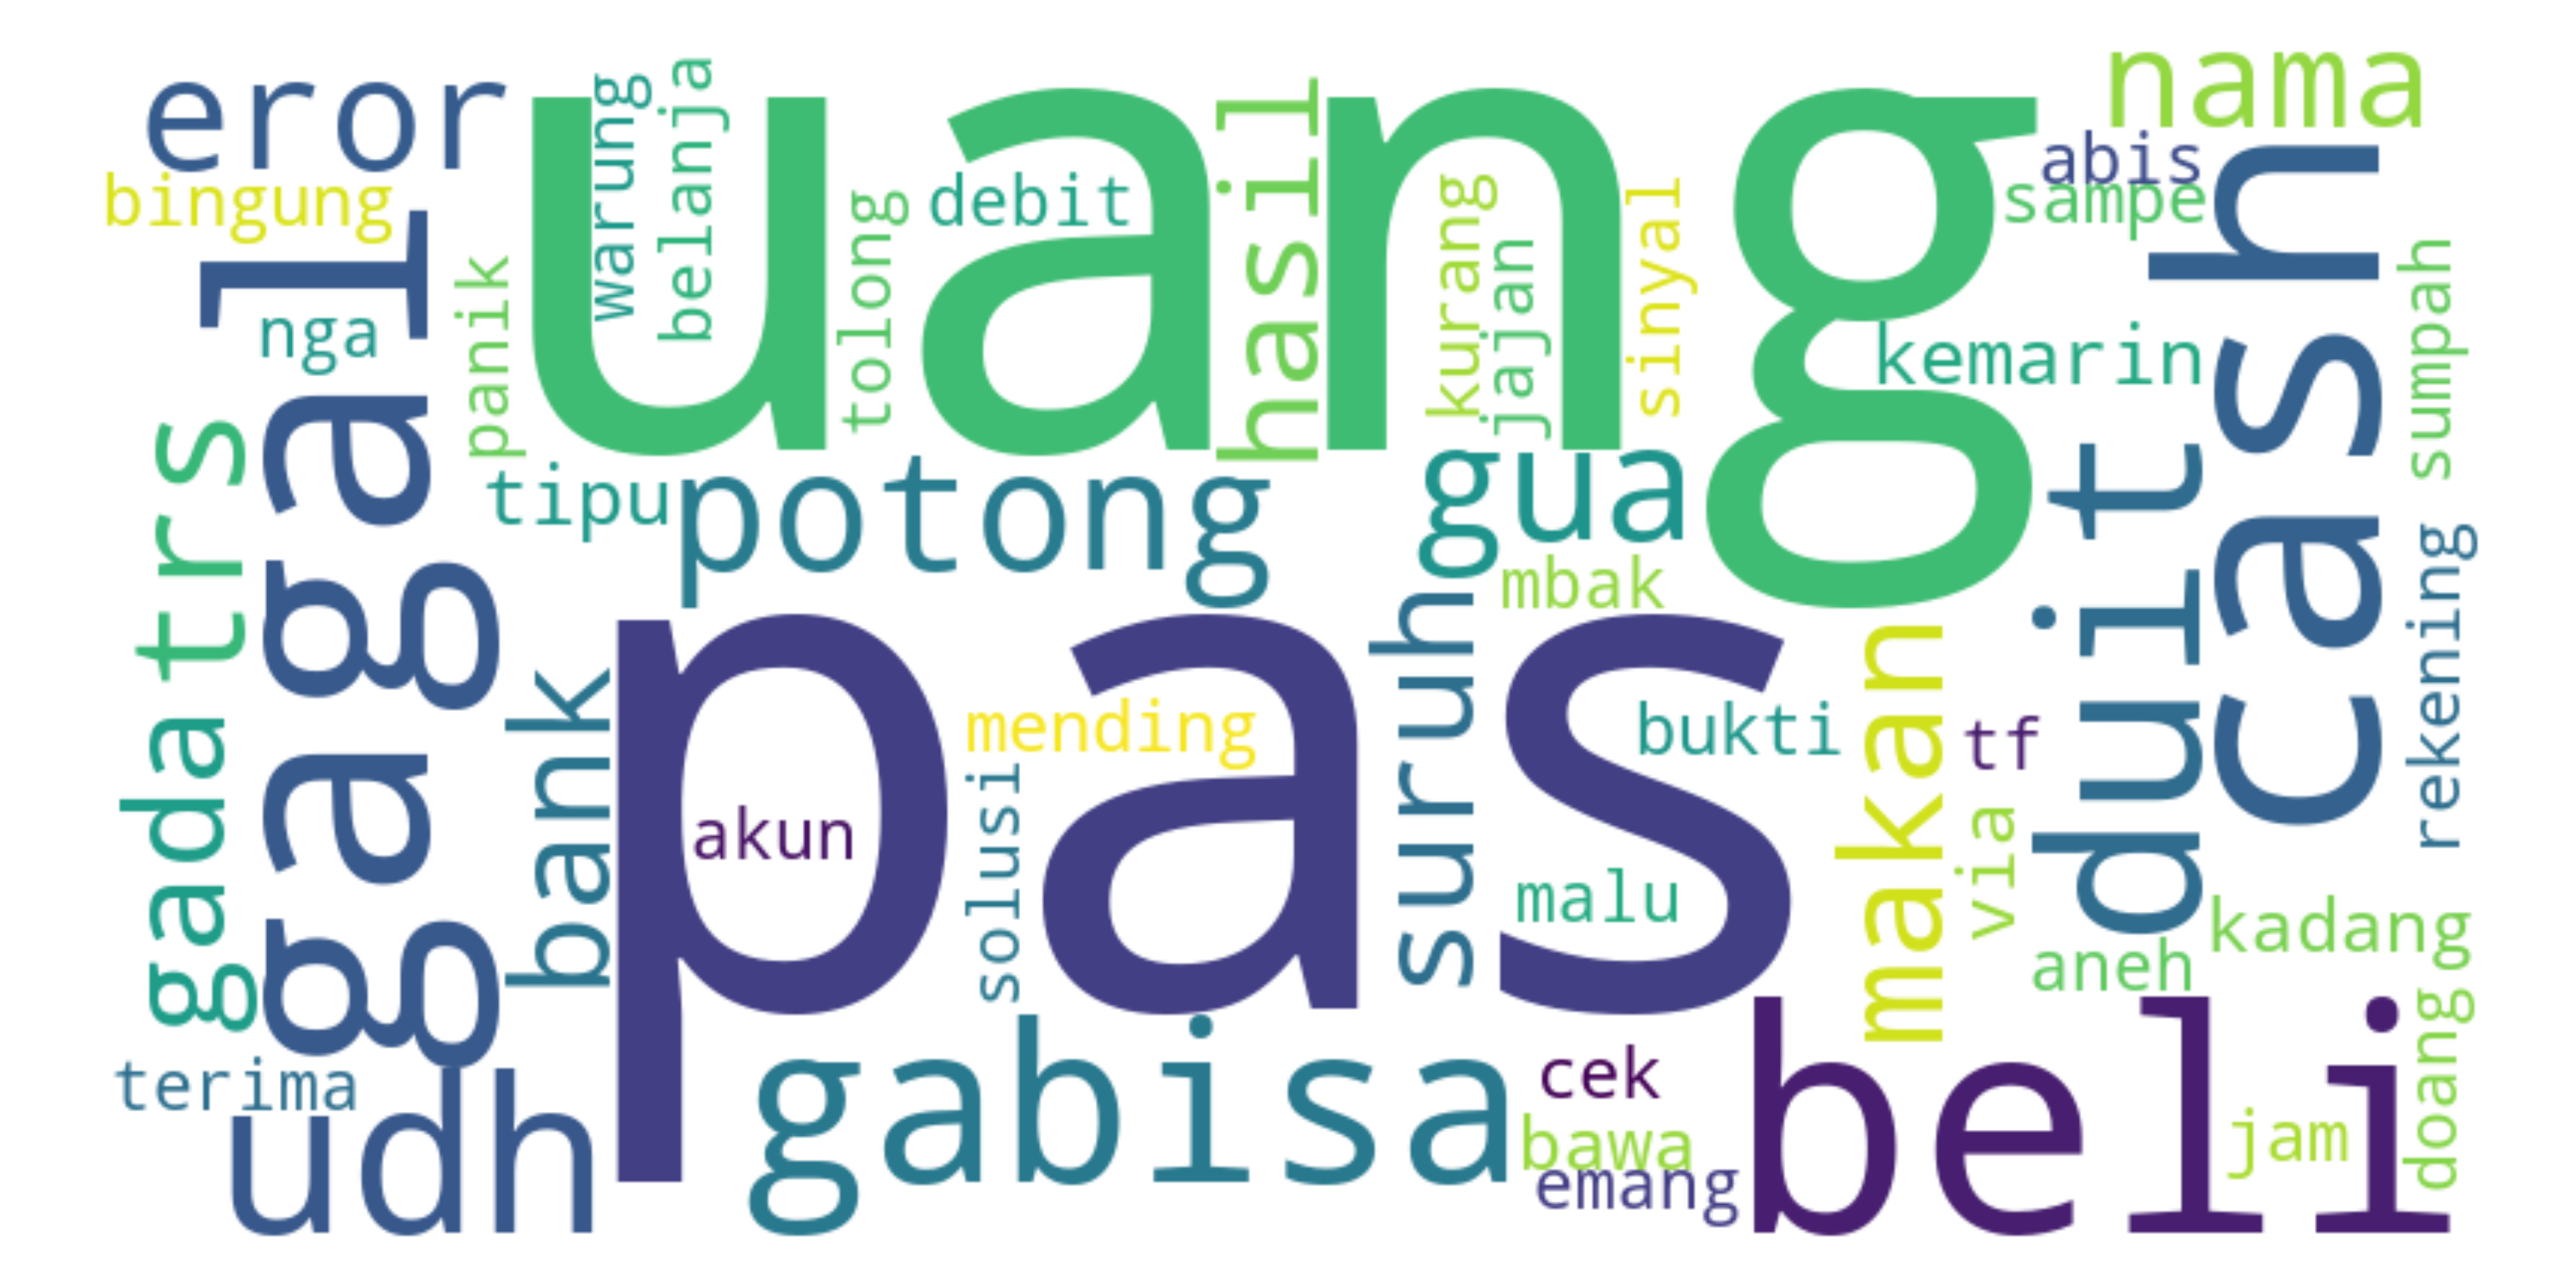 eror
uang
nama
warung
belanja
hasil
abis
sampe
bingung
debit
tolong
kurang
jajan
sinyal
cash
gagal
nga
panik
kemarin
sumpah
trs
tipu
potong
gua
duit
mbak
rekening
pas
suruh
makan
bank
mending
bukti
tf
gada
akun
solusi
malu
via
kadang
aneh
beli
doang
terima
udh
gabisa
cek
bawa
emang
jam